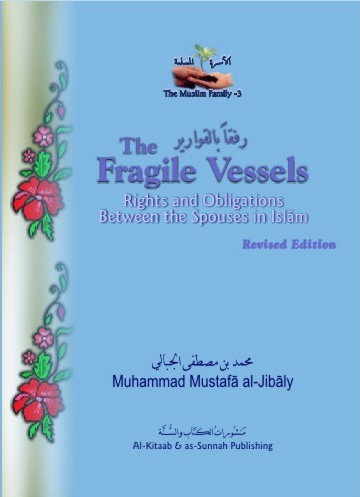 الأسرة المسلمة
The Muslim Family -3
رفقاً بالقوارير
The
Fragile Vessels
Rights and Obligations
Between the Spouses in Islām
Revised Edition
محمد بن مصطفى الجبالي
Muhammad Mustafā al-Jibāly
منشورات الكتاب والسنة
Al-Kitaab & as-Sunnah Publishing